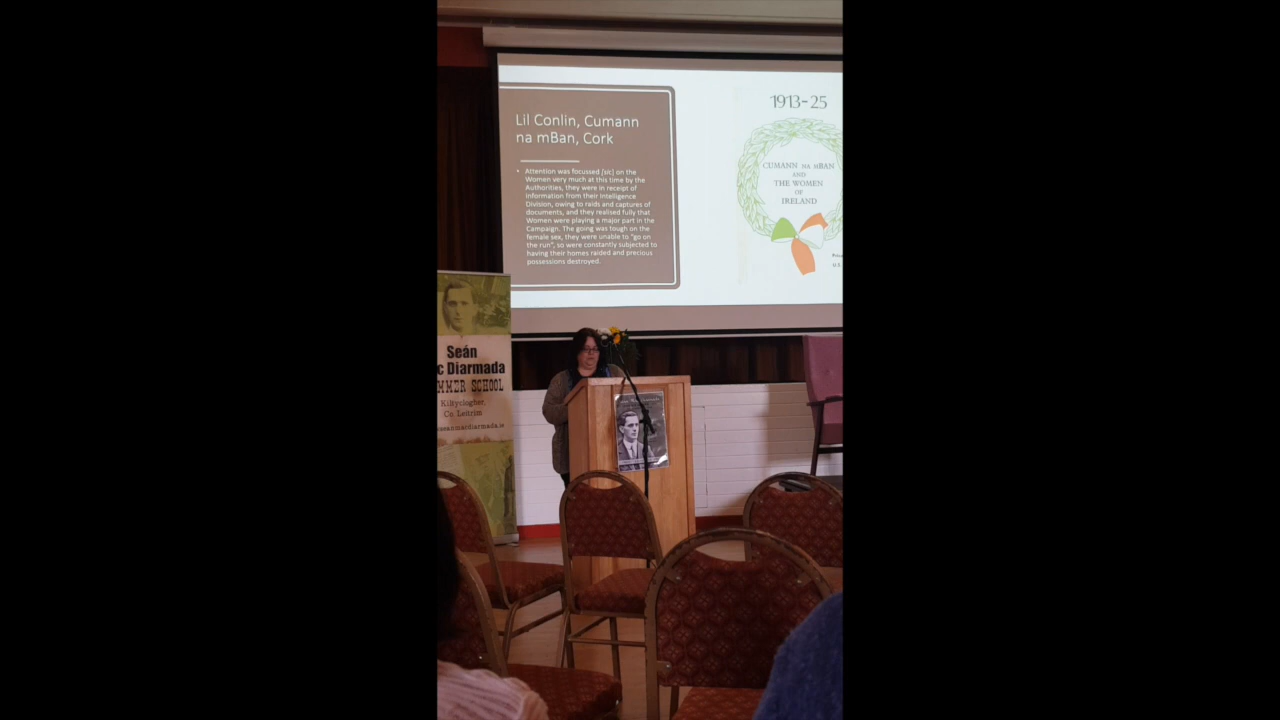 Lil Conlin, Cumann
na mBan, Cork
• Attention was focussed [sic] on the
Women very much at this time by the
Authorities, they were in receipt of
information from their Intelligence
Division, owing to raids and captures of
documents, and they realised fully that
Women were playing a major part in the
Campaign. The going was tough on the
female sex, they were unable to "go on
the run", so were constantly subjected to
having their homes raided and precious
possessions destroyed.
1913-25
CUMANN NA MBAN
AND
THE WOMEN
OF
IRELAND
Seán
c Diarmada
MMER SCHOOL
Kiltyclogher,
Co. Leitrim